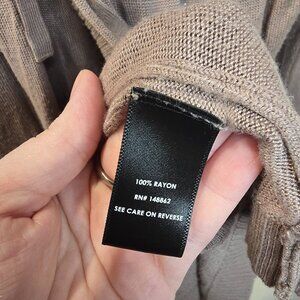 100% RAYON
RN# 148862
SEE CARE ON REVERSE